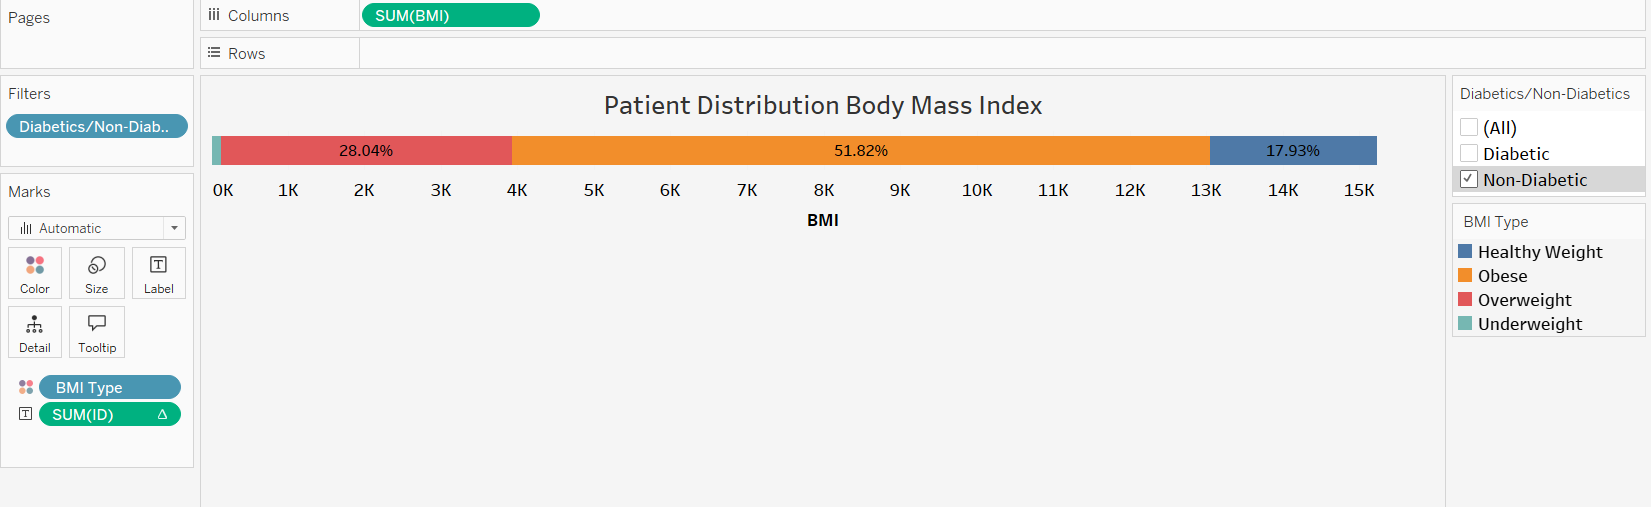 Pages
Columns
SUM(BMI)
Rows
Filters
Diabetics/Non-Diab..
Marks
Automatic
Color
Size
Label
Detail
Tooltip
BMI Type
SUM(ID) Δ
Patient Distribution Body Mass Index
28.04% 51.82% 17.93%
0K 1K 2K 3K 4K 5K 6K 7K 8K 9K 10K 11K 12K 13K 14K 15K
BMI
Diabetics/Non-Diabetics
(All)
Diabetic
Non-Diabetic
BMI Type
Healthy Weight
Obese
Overweight
Underweight